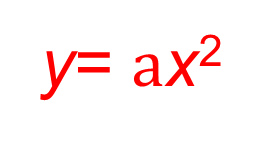 y= ax²